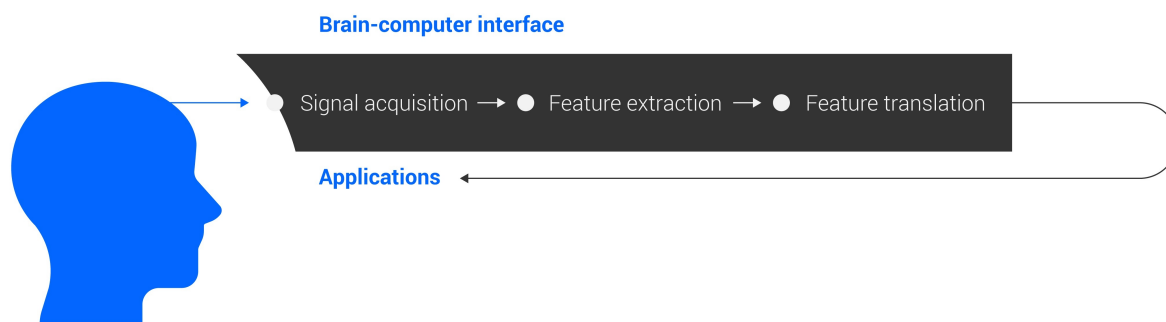 Brain-computer interface
Signal acquisition Feature extraction Feature translation
Applications